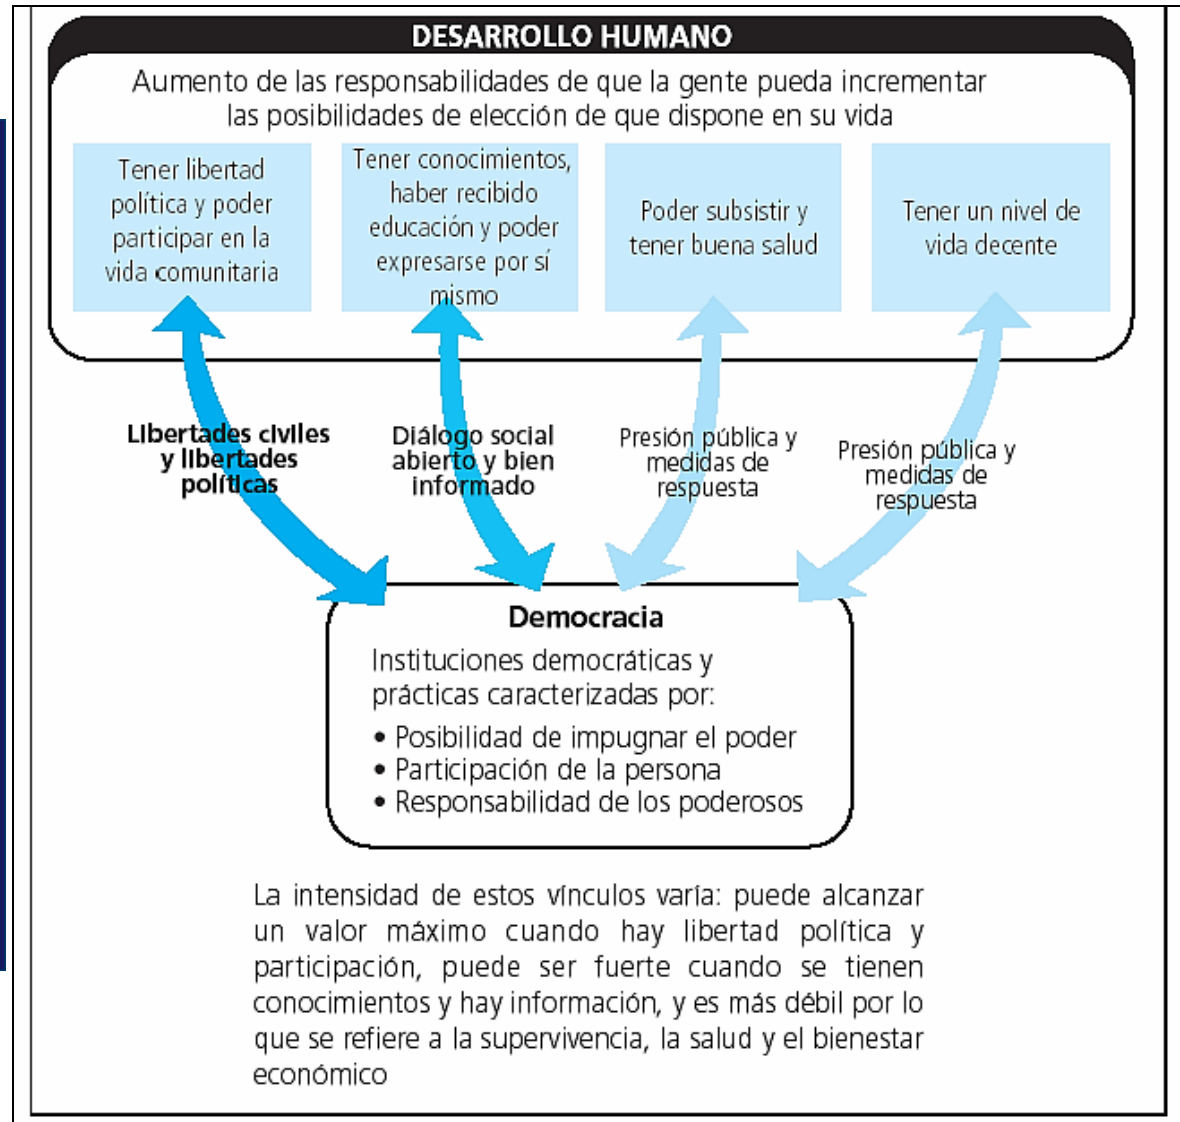 DESARROLLO HUMANO
Aumento de las responsabilidades de que la gente pueda incrementar
las posibilidades de elección de que dispone en su vida
Tener libertad
política y poder
participar en la
vida comunitaria
Tener conocimientos,
haber recibido
educación y poder
expresarse por sí
mismo
Poder subsistir y
tener buena salud
Tener un nivel de
vida decente
Libertades civiles
y libertades
políticas
Diálogo social
abierto y bien
informado
Presión pública y
medidas de
respuesta
Presión pública y
medidas de
respuesta
Democracia
Instituciones democráticas y
prácticas caracterizadas por:
• Posibilidad de impugnar el poder
• Participación de la persona
• Responsabilidad de los poderosos
La intensidad de estos vínculos varía: puede alcanzar
un valor máximo cuando hay libertad política y
participación, puede ser fuerte cuando se tienen
conocimientos y hay información, y es más débil por lo
que se refiere a la supervivencia, la salud y el bienestar
económico